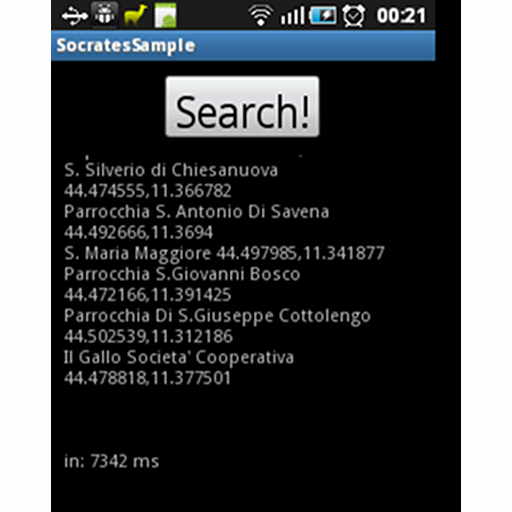 00:21
SocratesSample
Search!
S. Silverio di Chiesanuova
44.474555,11.366782
Parrocchia S. Antonio Di Savena
44.492666,11.3694
S. Maria Maggiore 44.497985,11.341877
Parrocchia S.Giovanni Bosco
44.472166,11.391425
Parrocchia Di S.Giuseppe Cottolengo
44.502539,11.312186
Il Gallo Societa' Cooperativa
44.478818,11.377501
in: 7342 ms